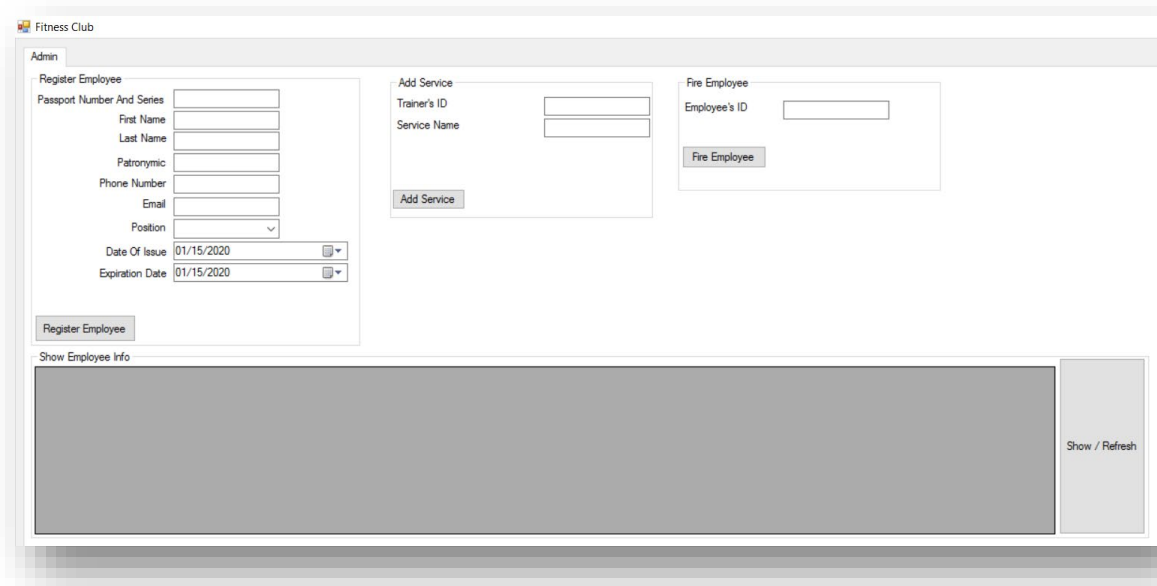 Fitness Club
Admin
Register Employee
Passport Number And Series
First Name
Last Name
Patronymic
Phone Number
Email
Position
Date Of Issue 01/15/2020
Expiration Date 01/15/2020
Register Employee
Add Service
Trainer's ID
Service Name
Add Service
Fire Employee
Employee's ID
Fire Employee
Show Employee Info
Show / Refresh